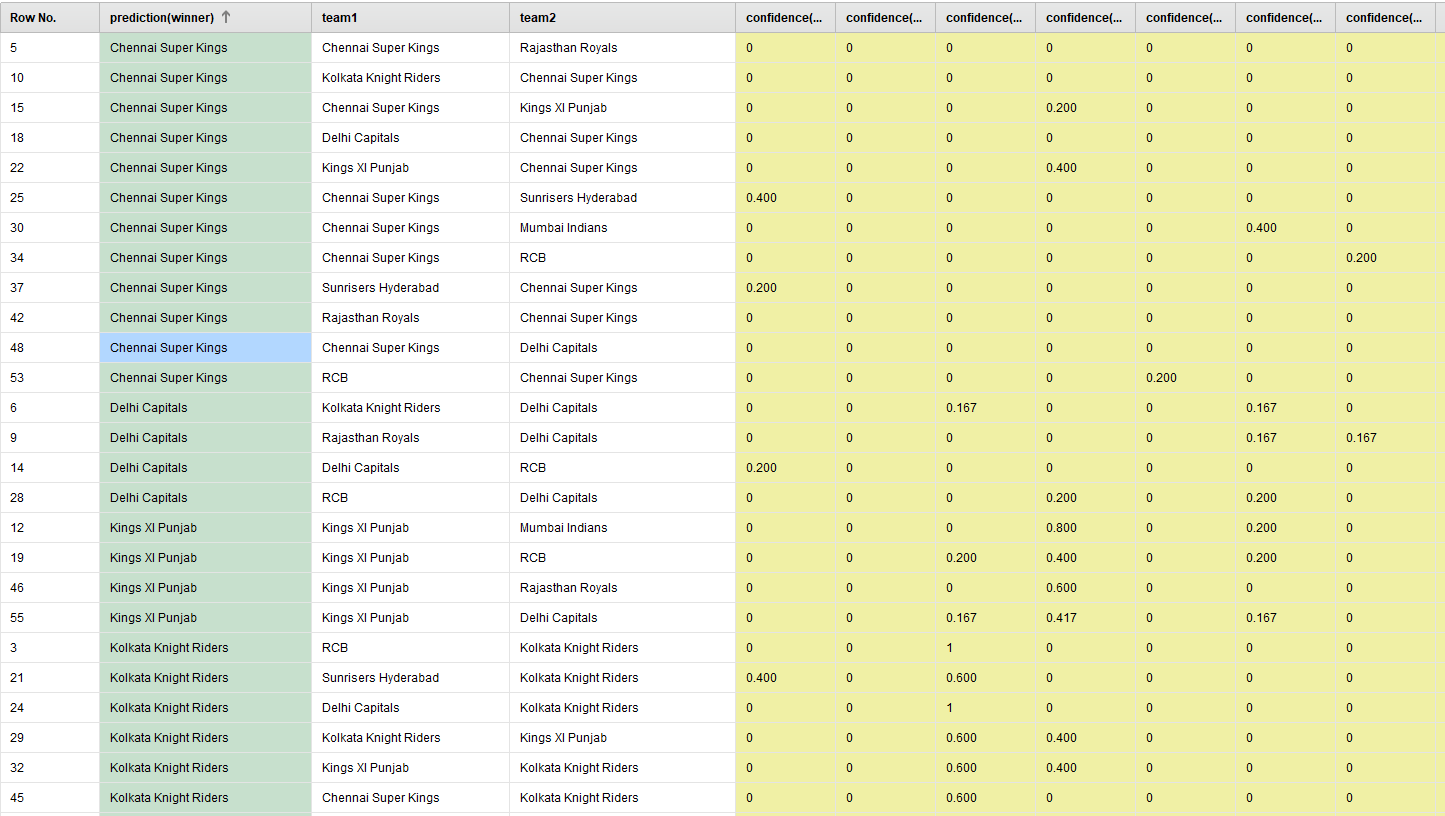 Row No. prediction(winner) ↑ team1 team2 confidence(... confidence(... confidence(... confidence(... confidence(... confidence(... confidence(...
5 Chennai Super Kings Chennai Super Kings Rajasthan Royals 0 0 0 0 0 0 0
10 Chennai Super Kings Kolkata Knight Riders Chennai Super Kings 0 0 0 0 0 0 0
15 Chennai Super Kings Chennai Super Kings Kings XI Punjab 0 0 0 0.200 0 0 0
18 Chennai Super Kings Delhi Capitals Chennai Super Kings 0 0 0 0 0 0 0
22 Chennai Super Kings Kings XI Punjab Chennai Super Kings 0 0 0 0.400 0 0 0
25 Chennai Super Kings Chennai Super Kings Sunrisers Hyderabad 0.400 0 0 0 0 0 0
30 Chennai Super Kings Chennai Super Kings Mumbai Indians 0 0 0 0 0 0.400 0
34 Chennai Super Kings Chennai Super Kings RCB 0 0 0 0 0 0 0.200
37 Chennai Super Kings Sunrisers Hyderabad Chennai Super Kings 0.200 0 0 0 0 0 0
42 Chennai Super Kings Rajasthan Royals Chennai Super Kings 0 0 0 0 0 0 0
48 Chennai Super Kings Chennai Super Kings Delhi Capitals 0 0 0 0 0 0 0
53 Chennai Super Kings RCB Chennai Super Kings 0 0 0 0 0.200 0 0
6 Delhi Capitals Kolkata Knight Riders Delhi Capitals 0 0 0.167 0 0 0.167 0
9 Delhi Capitals Rajasthan Royals Delhi Capitals 0 0 0 0 0 0.167 0.167
14 Delhi Capitals Delhi Capitals RCB 0.200 0 0 0 0 0 0
28 Delhi Capitals RCB Delhi Capitals 0 0 0 0.200 0 0.200 0
12 Kings XI Punjab Kings XI Punjab Mumbai Indians 0 0 0 0.800 0 0.200 0
19 Kings XI Punjab Kings XI Punjab RCB 0 0 0.200 0.400 0 0.200 0
46 Kings XI Punjab Kings XI Punjab Rajasthan Royals 0 0 0 0.600 0 0 0
55 Kings XI Punjab Kings XI Punjab Delhi Capitals 0 0 0.167 0.417 0 0.167 0
3 Kolkata Knight Riders RCB Kolkata Knight Riders 0 0 1 0 0 0 0
21 Kolkata Knight Riders Sunrisers Hyderabad Kolkata Knight Riders 0.400 0 0.600 0 0 0 0
24 Kolkata Knight Riders Delhi Capitals Kolkata Knight Riders 0 0 1 0 0 0 0
29 Kolkata Knight Riders Kolkata Knight Riders Kings XI Punjab 0 0 0.600 0.400 0 0 0
32 Kolkata Knight Riders Kings XI Punjab Kolkata Knight Riders 0 0 0.600 0.400 0 0 0
45 Kolkata Knight Riders Chennai Super Kings Kolkata Knight Riders 0 0 0.600 0 0 0 0